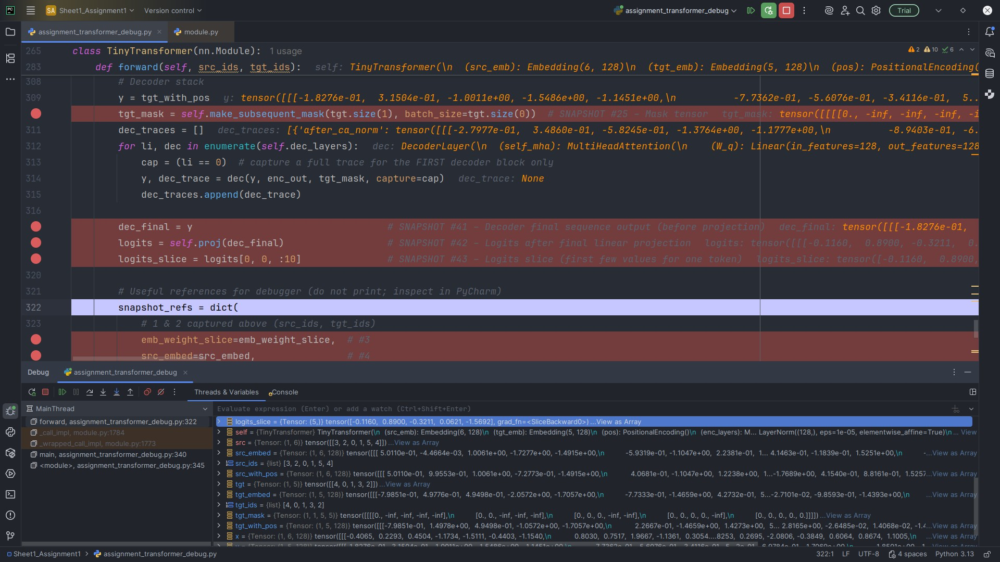 PC
SA Sheet1_Assignment1 Version control assignment_transformer_debug Trial
assignment_transformer_debug.py module.py
265 class TinyTransformer(nn.Module): 1 usage 2 10 6
283 def forward(self, src_ids, tgt_ids): self: TinyTransformer(\n (src_emb): Embedding(6, 128)\n (tgt_emb): Embedding(5, 128)\n (pos): PositionalEncoding(
308 # Decoder stack
309 y = tgt_with_pos y: tensor([[[-1.8276e-01, 3.1504e-01, -1.0011e+00, -1.5486e+00, -1.1451e+00,\n -7.7362e-01, -5.6076e-01, -3.4116e-01, 5..
tgt_mask = self.make_subsequent_mask(tgt.size(1), batch_size=tgt.size(0)) # SNAPSHOT #25 – Mask tensor tgt_mask: tensor([[[[0., -inf, -inf, -inf, -i
311 dec_traces = [] dec_traces: [{'after_ca_norm': tensor([[[-2.7977e-01, 3.4860e-01, -5.8245e-01, -1.3764e+00, -1.1777e+00,\n -8.9403e-01, -6.
312 for li, dec in enumerate(self.dec_layers): dec: DecoderLayer(\n (self_mha): MultiHeadAttention(\n (W_q): Linear(in_features=128, out_features=128
313 cap = (li == 0) # capture a full trace for the FIRST decoder block only
314 y, dec_trace = dec(y, enc_out, tgt_mask, capture=cap) dec_trace: None
315 dec_traces.append(dec_trace)
316
dec_final = y # SNAPSHOT #41 – Decoder final sequence output (before projection) dec_final: tensor([[[-1.8276e-01,
logits = self.proj(dec_final) # SNAPSHOT #42 – Logits after final linear projection logits: tensor([[[-0.1160, 0.8900, -0.3211, 0.
logits_slice = logits[0, 0, :10] # SNAPSHOT #43 – Logits slice (first few values for one token) logits_slice: tensor([-0.1160, 0.8900,
320
321 # Useful references for debugger (do not print; inspect in PyCharm)
322 snapshot_refs = dict(
323 # 1 & 2 captured above (src_ids, tgt_ids)
emb_weight_slice=emb_weight_slice, # #3
src_embed=src_embed, # #4
Debug assignment_transformer_debug
Threads & Variables Console
MainThread
forward, assignment_transformer_debug.py:322
_call_impl, module.py:1784
_wrapped_call_impl, module.py:1773
main, assignment_transformer_debug.py:340
<module>, assignment_transformer_debug.py:345
Evaluate expression (Enter) or add a watch (Ctrl+Shift+Enter)
logits_slice = {Tensor: (5,)} tensor([-0.1160, 0.8900, -0.3211, 0.0621, -1.5692], grad_fn=<SliceBackward0>)...View as Array
self = {TinyTransformer} TinyTransformer(\n (src_emb): Embedding(6, 128)\n (tgt_emb): Embedding(5, 128)\n (pos): PositionalEncoding()\n (enc_layers): M... LayerNorm((128,), eps=1e-05, elementwise_affine=True)\n... View
src = {Tensor: (1, 6)} tensor([[3, 2, 0, 1, 5, 4]])...View as Array
src_embed = {Tensor: (1, 6, 128)} tensor([[[ 5.0110e-01, -4.4664e-03, 1.0061e+00, -1.7277e+00, -1.4915e+00,\n -5.9319e-01, -1.1047e+00, 2.2381e-01, 1... 4.1463e-01, -1.1839e-01, 1.5251e+00,\n -...View as Array
src_ids = {list} [3, 2, 0, 1, 5, 4]
src_with_pos = {Tensor: (1, 6, 128)} tensor([[[ 5.0110e-01, 9.9553e-01, 1.0061e+00, -7.2773e-01, -1.4915e+00,\n 4.0681e-01, -1.1047e+00, 1.2238e+00, 1...-1.7689e+00, 4.1540e-01, 8.8161e-01, 1.5257...View as Array
tgt = {Tensor: (1, 5)} tensor([[4, 0, 1, 3, 2]])...View as Array
tgt_embed = {Tensor: (1, 5, 128)} tensor([[[-7.9851e-01, 4.9776e-01, 4.9498e-01, -2.0572e+00, -1.7057e+00,\n -7.7333e-01, -1.4659e+00, 4.2732e-01, 5...-2.7101e-02, -9.8593e-01, -1.4393e+00,\n ...View as Array
tgt_ids = {list} [4, 0, 1, 3, 2]
tgt_mask = {Tensor: (1, 1, 5, 5)} tensor([[[[0., -inf, -inf, -inf, -inf],\n [0., 0., -inf, -inf, -inf],\n [0., 0., 0., -inf, -inf],\n [0., 0., 0., 0., -inf],\n [0., 0., 0., 0., 0.]]]])...View as Array
tgt_with_pos = {Tensor: (1, 5, 128)} tensor([[[-7.9851e-01, 1.4978e+00, 4.9498e-01, -1.0572e+00, -1.7057e+00,\n 2.2667e-01, -1.4659e+00, 1.4273e+00, 5... 2.8165e+00, -2.6485e-02, 1.4068e-02, -1.4...View as Array
x = {Tensor: (1, 6, 128)} tensor([[[-0.4065, 0.2293, 0.4504, -1.1734, -1.5111, -0.4403, -1.1540,\n 0.8030, 0.7517, 1.9667, -1.1361, 0.3054....8253, 0.2695, -2.0806, -0.3849, 0.6064, 0.8674, 1.1005,\n ...View as Array
Sheet1_Assignment1 assignment_transformer_debug.py 322:1 LF UTF-8 4 spaces Python 3.13